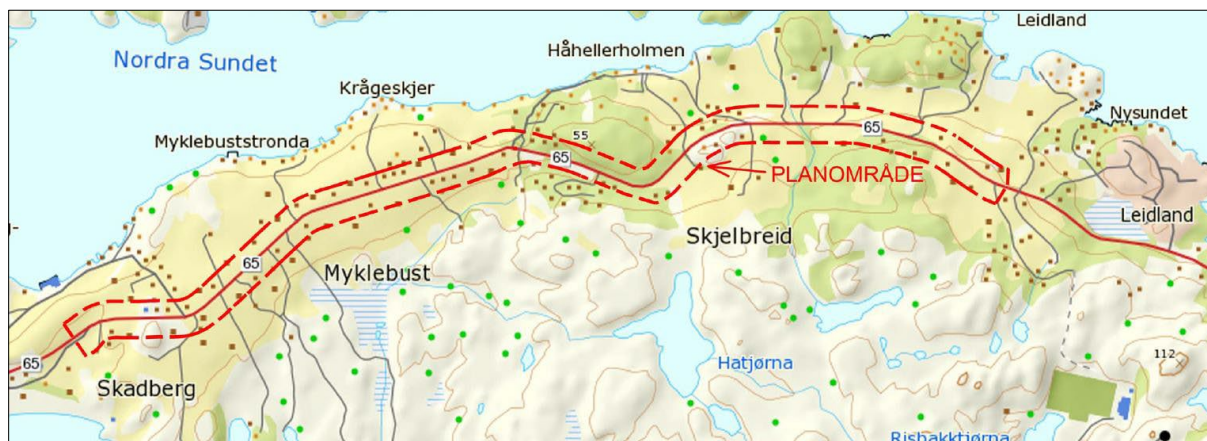 Leidland
Nordra Sundet
Håhellerholmen
Krågeskjer
Nysundet
Myklebuststronda
55
65
65
PLANOMRÅDE
Leidland
Skjelbreid
65
Myklebust
65
Hatjørna
112
Skadberg
Risbakktjørna